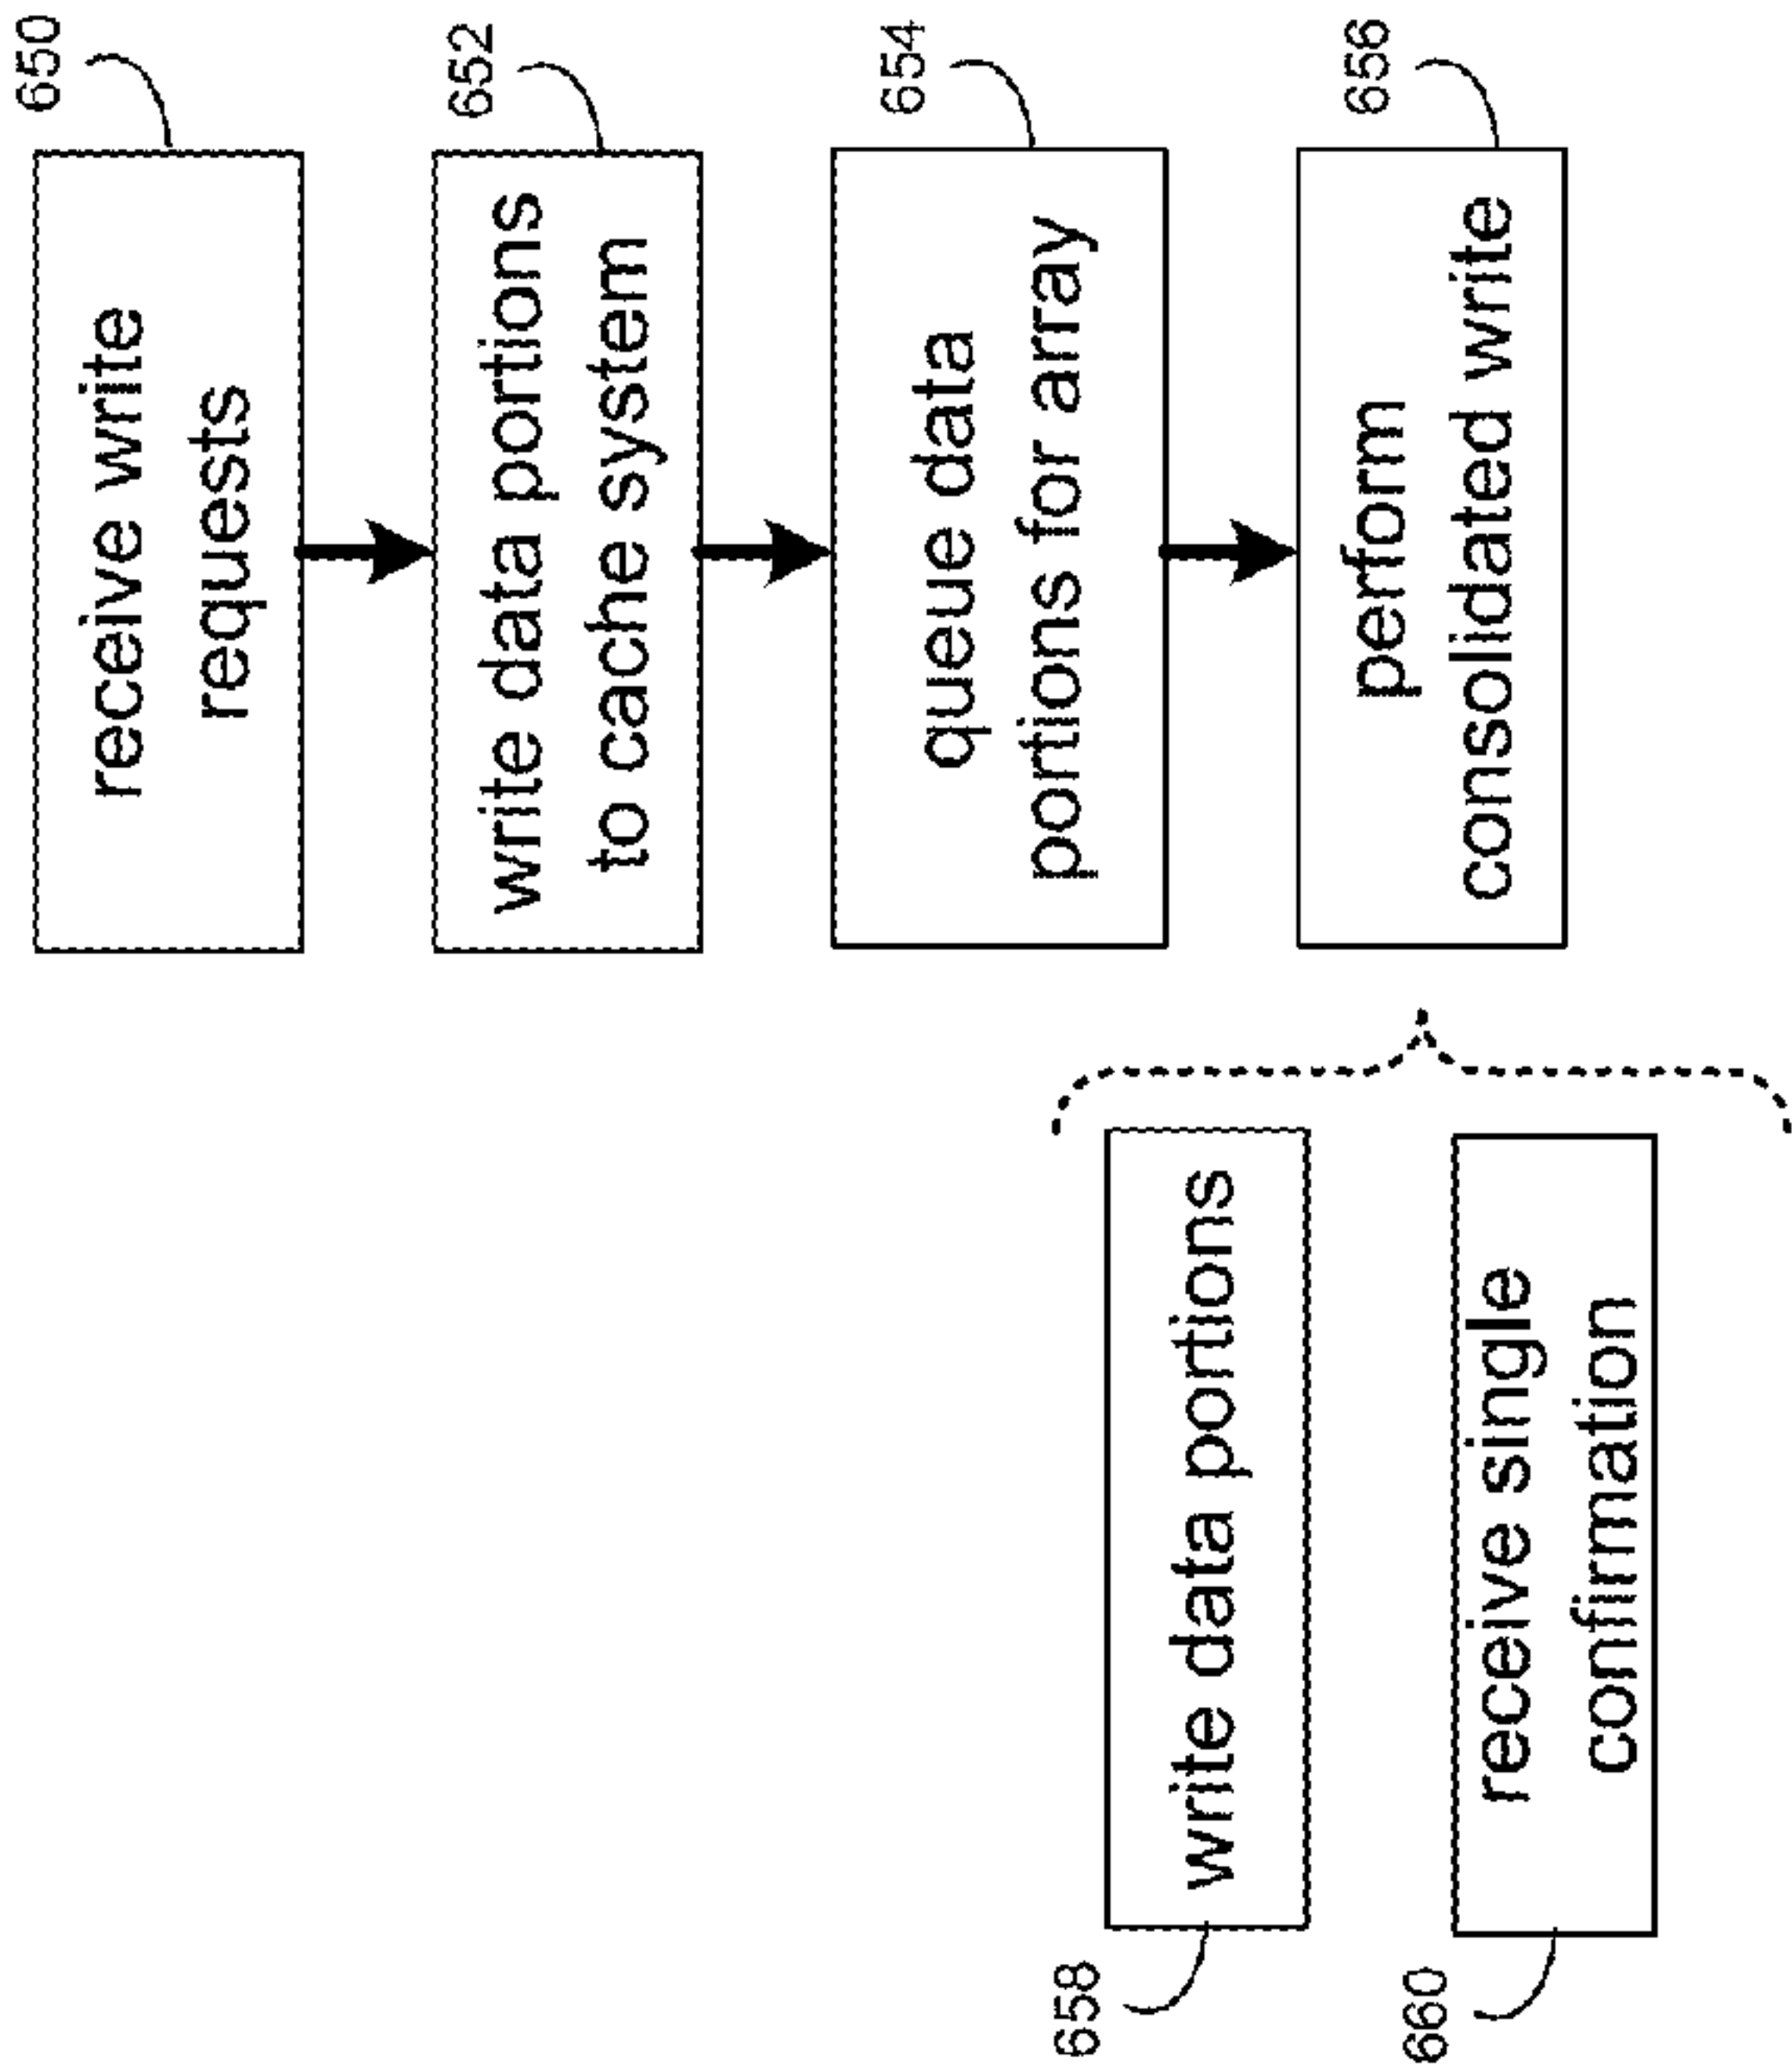 650
receive write
requests
652
write data portions
to cache system
654
queue data
portions for array
656
perform
consolidated write
658
write data portions
660
receive single
confirmation